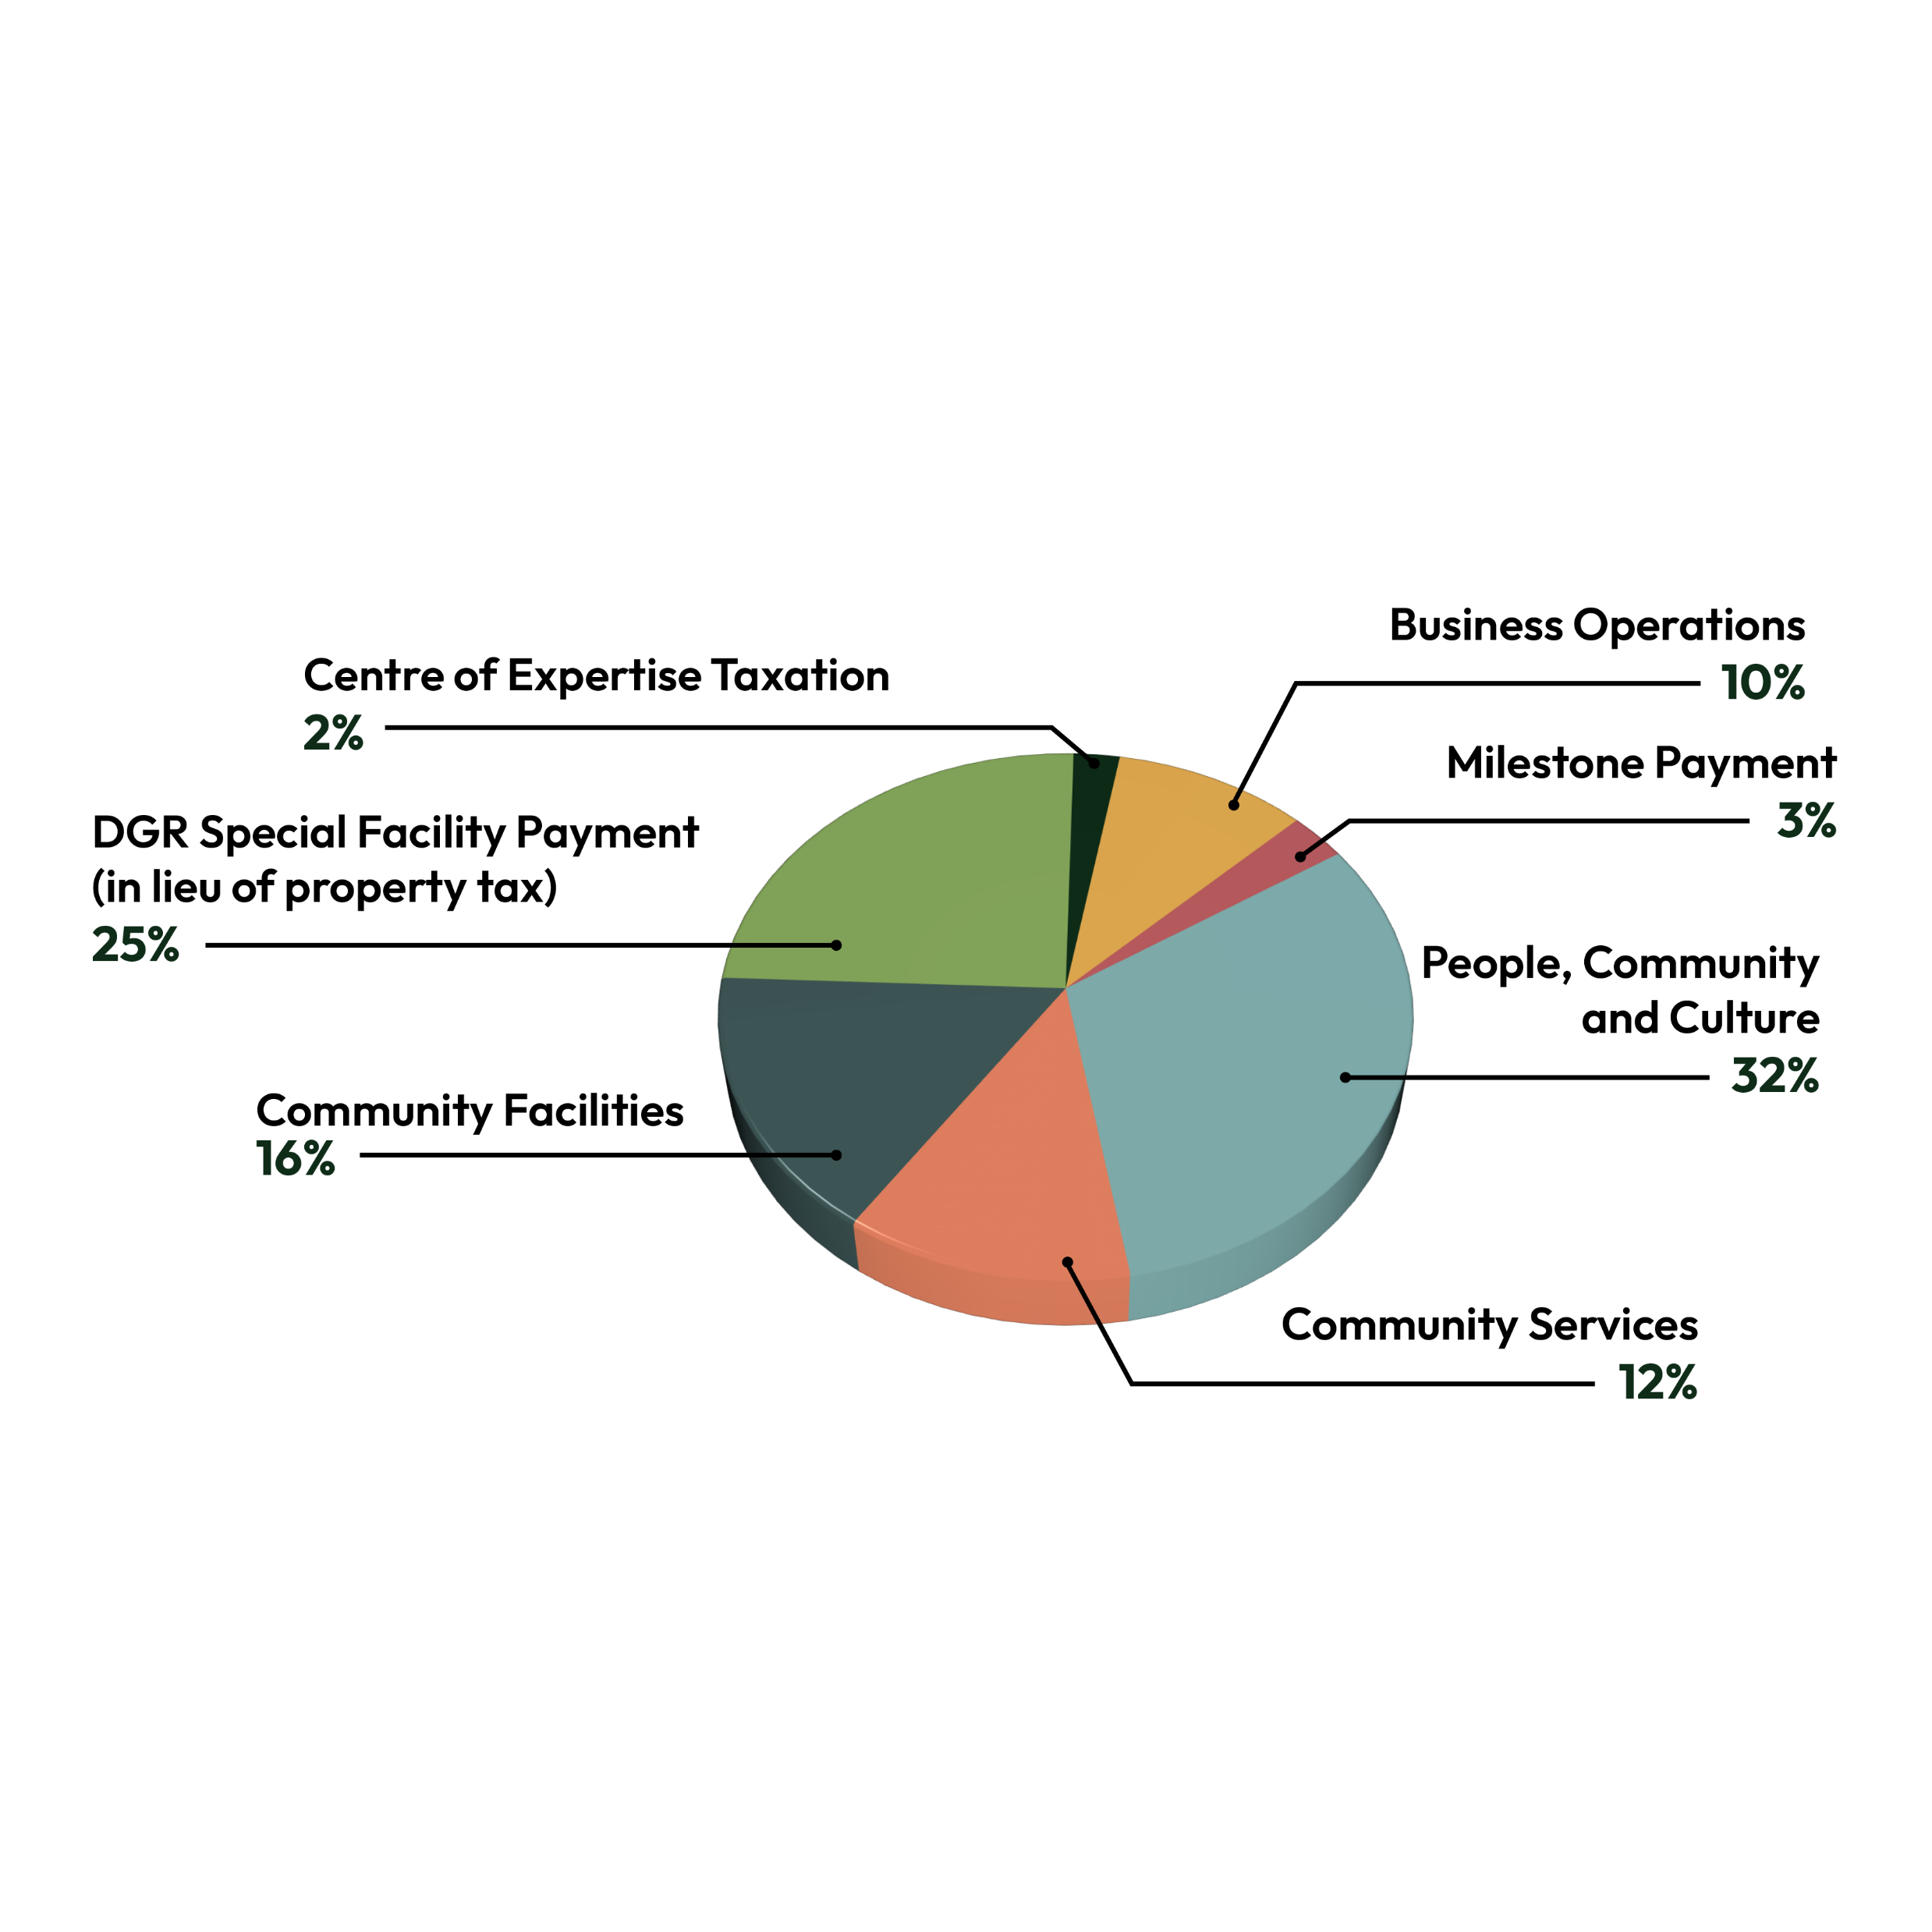 Centre of Expertise Taxation
2%
DGR Special Facility Payment
(in lieu of property tax)
25%
Community Facilities
16%
Business Operations
10%
Milestone Payment
3%
People, Community
and Culture
32%
Community Services
12%